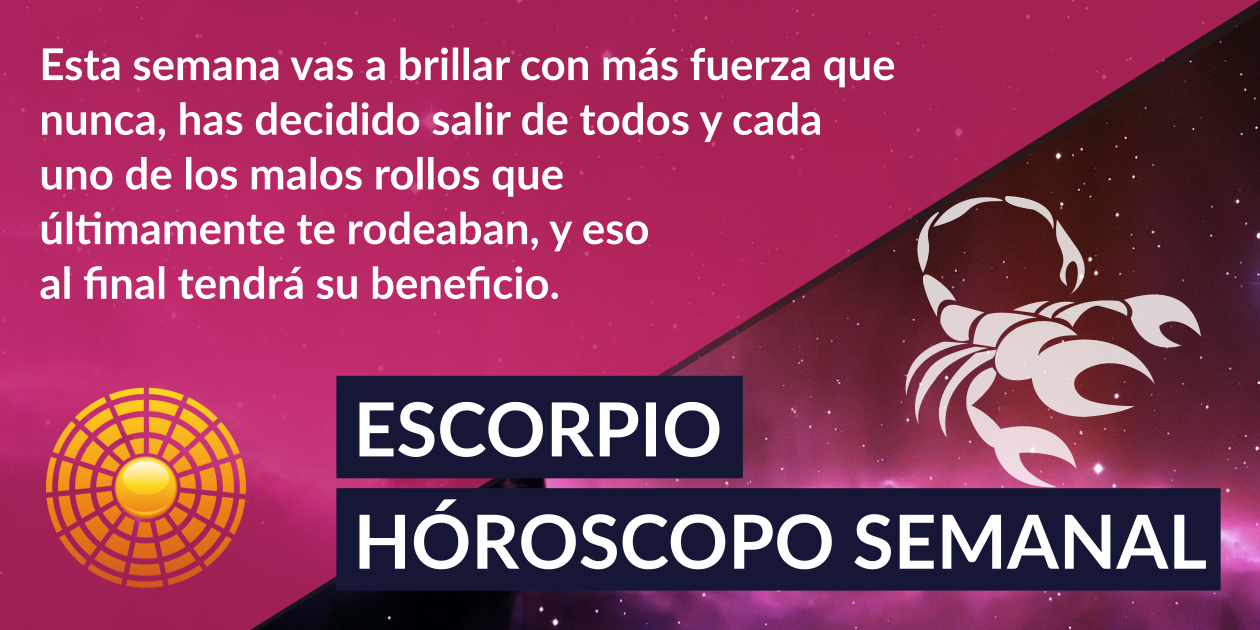 Esta semana vas a brillar con más fuerza que
nunca, has decidido salir de todos y cada
uno de los malos rollos que
últimamente te rodeaban, y eso
al final tendrá su beneficio.
ESCORPIO
HÓROSCOPO SEMANAL